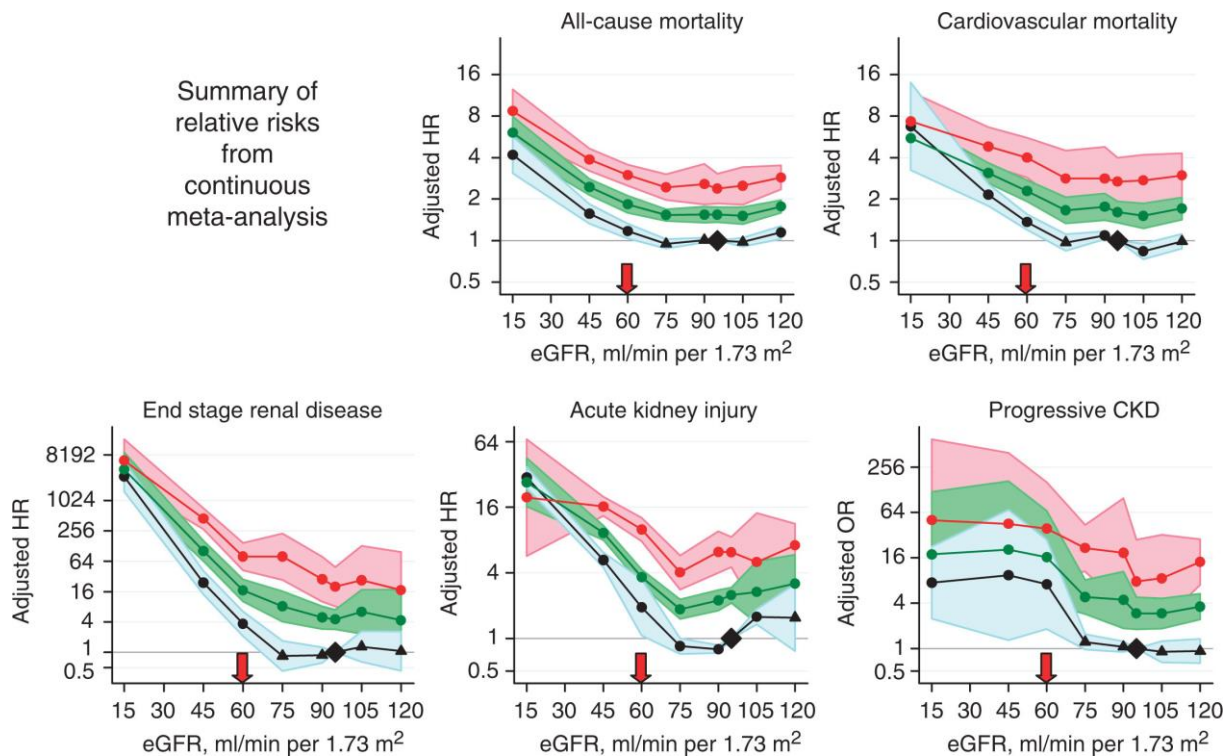 Summary of
relative risks
from
continuous
meta-analysis
All-cause mortality
Adjusted HR
16
8
4
2
1
0.5
15 30 45 60 75 90 105 120
eGFR, ml/min per 1.73 m²
Cardiovascular mortality
Adjusted HR
16
8
4
2
1
0.5
15 30 45 60 75 90 105 120
eGFR, ml/min per 1.73 m²
End stage renal disease
Adjusted HR
8192
1024
256
64
16
4
1
0.5
15 30 45 60 75 90 105 120
eGFR, ml/min per 1.73 m²
Acute kidney injury
Adjusted HR
64
16
4
1
0.5
15 30 45 60 75 90 105 120
eGFR, ml/min per 1.73 m²
Progressive CKD
Adjusted OR
256
64
16
4
1
0.5
15 30 45 60 75 90 105 120
eGFR, ml/min per 1.73 m²